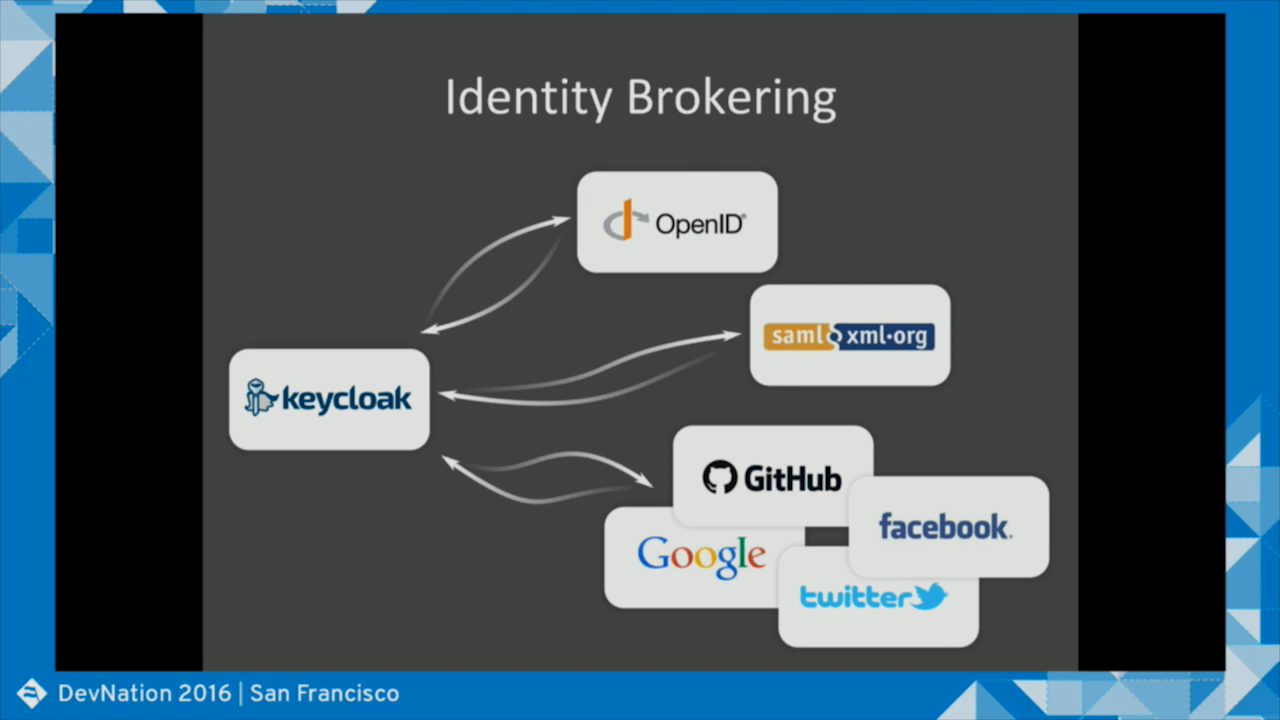 Identity Brokering
OpenID®
saml xml·org
keycloak
GitHub
facebook.
Google
twitter
DevNation 2016 | San Francisco